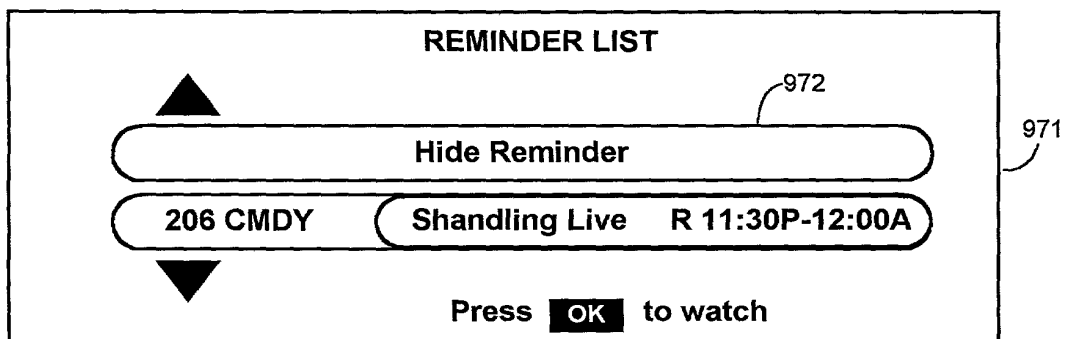 REMINDER LIST
972
971
Hide Reminder
206 CMDY Shandling Live R 11:30P-12:00A
Press OK to watch